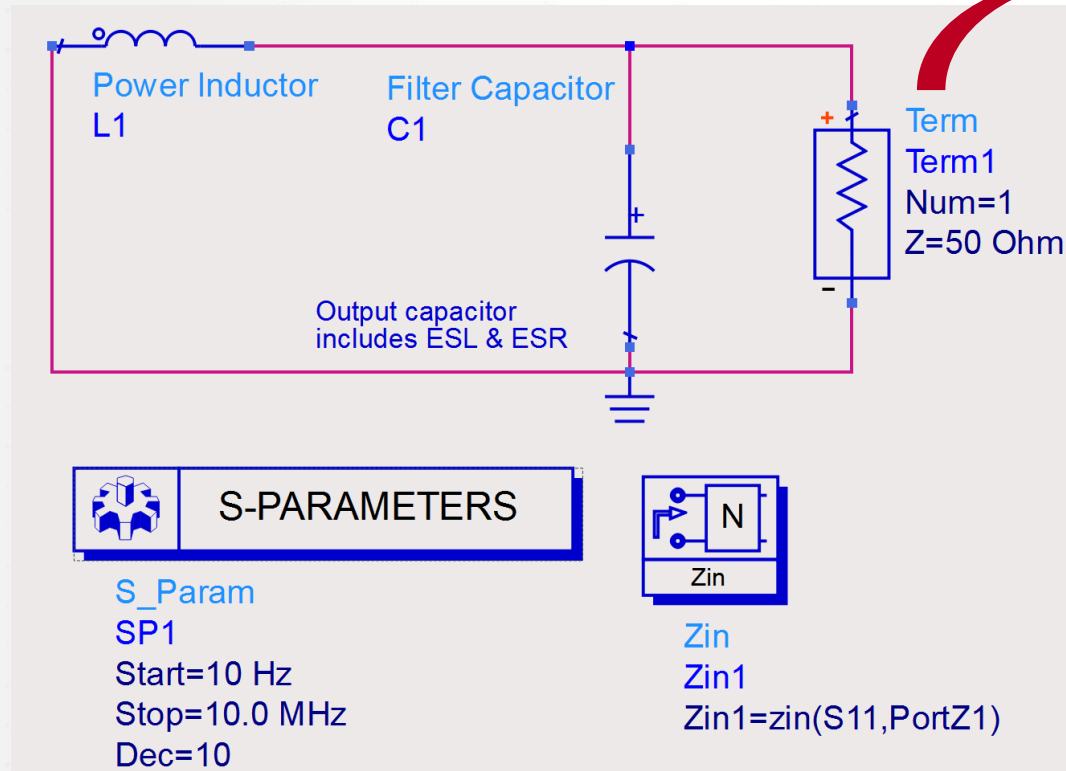 Power Inductor
L1
Filter Capacitor
C1
+
Output capacitor
includes ESL & ESR
+
Term
Term1
Num=1
Z=50 Ohm
−
S-PARAMETERS
S_Param
SP1
Start=10 Hz
Stop=10.0 MHz
Dec=10
N
Zin
Zin
Zin1
Zin1=zin(S11,PortZ1)